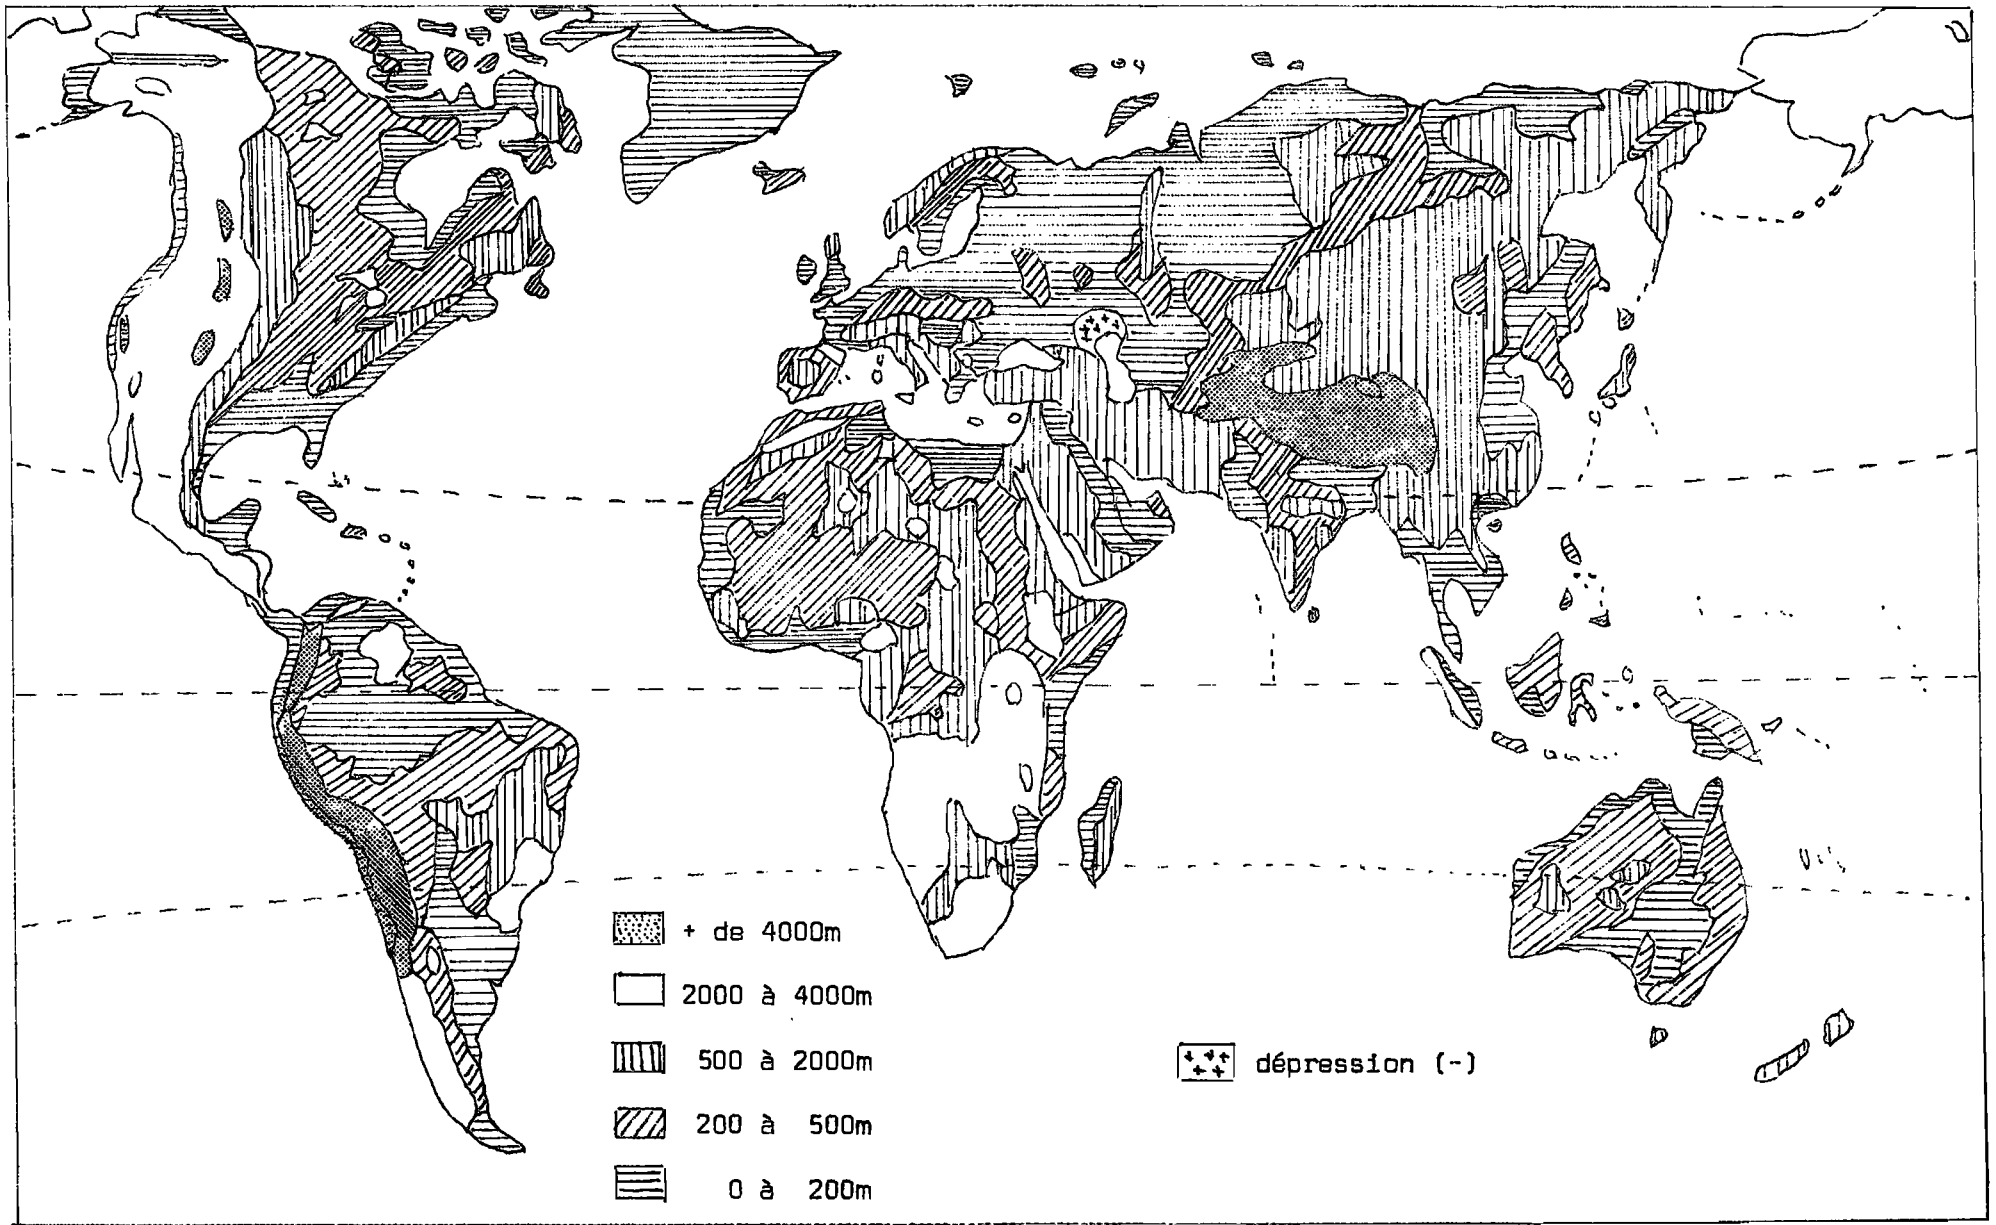 + de 4000m
2000 à 4000m
500 à 2000m
200 à 500m
0 à 200m
dépression (-)